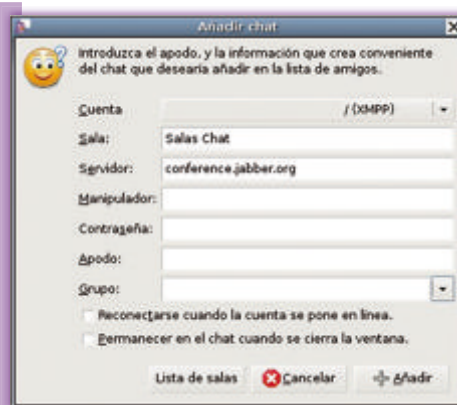 Añadir chat
Introduzca el apodo, y la información que crea conveniente
del chat que desearía añadir en la lista de amigos.
Cuenta /(XMPP)
Sala: Salas Chat
Servidor: conference.jabber.org
Manipulador:
Contraseña:
Apodo:
Grupo:
Reconectarse cuando la cuenta se pone en línea.
Permanecer en el chat cuando se cierra la ventana.
Lista de salas Cancelar Añadir